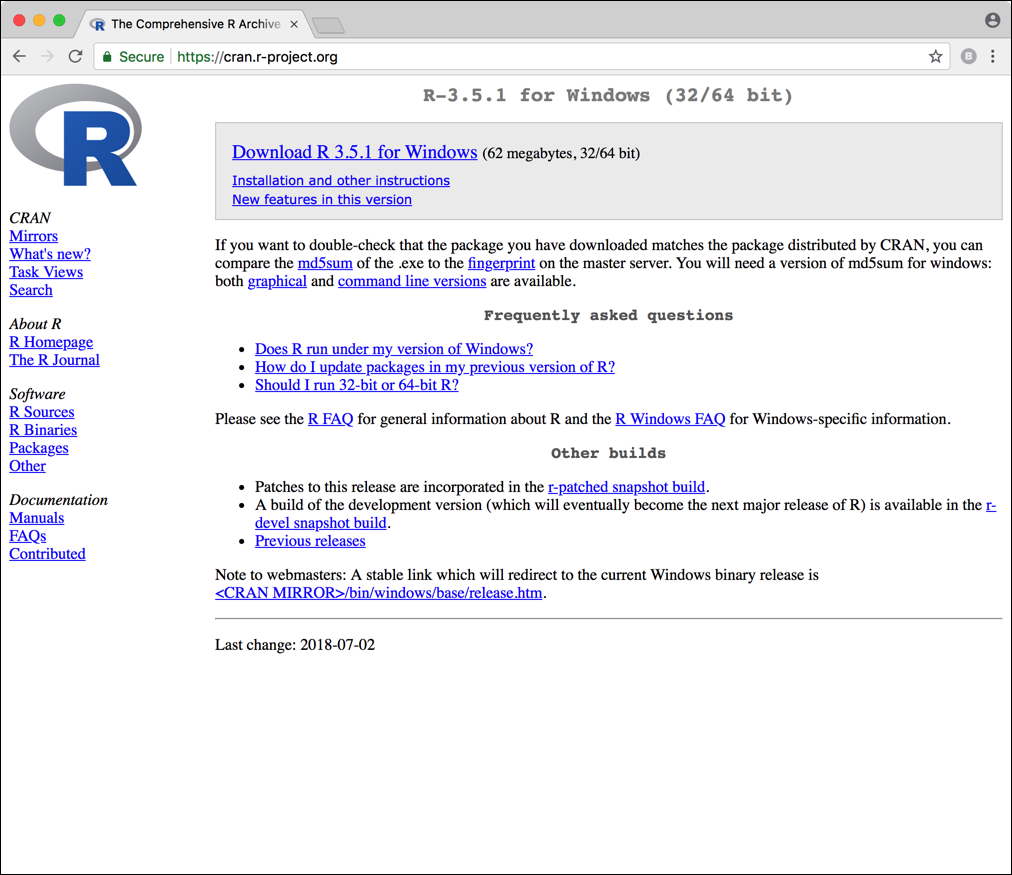 The Comprehensive R Archive
Secure https://cran.r-project.org
B
R
CRAN
Mirrors
What's new?
Task Views
Search
About R
R Homepage
The R Journal
Software
R Sources
R Binaries
Packages
Other
Documentation
Manuals
FAQs
Contributed
R-3.5.1 for Windows (32/64 bit)
Download R 3.5.1 for Windows (62 megabytes, 32/64 bit)
Installation and other instructions
New features in this version
If you want to double-check that the package you have downloaded matches the package distributed by CRAN, you can
compare the md5sum of the .exe to the fingerprint on the master server. You will need a version of md5sum for windows:
both graphical and command line versions are available.
Frequently asked questions
• Does R run under my version of Windows?
• How do I update packages in my previous version of R?
• Should I run 32-bit or 64-bit R?
Please see the R FAQ for general information about R and the R Windows FAQ for Windows-specific information.
Other builds
• Patches to this release are incorporated in the r-patched snapshot build.
• A build of the development version (which will eventually become the next major release of R) is available in the r-
devel snapshot build.
• Previous releases
Note to webmasters: A stable link which will redirect to the current Windows binary release is
<CRAN MIRROR>/bin/windows/base/release.htm.
Last change: 2018-07-02